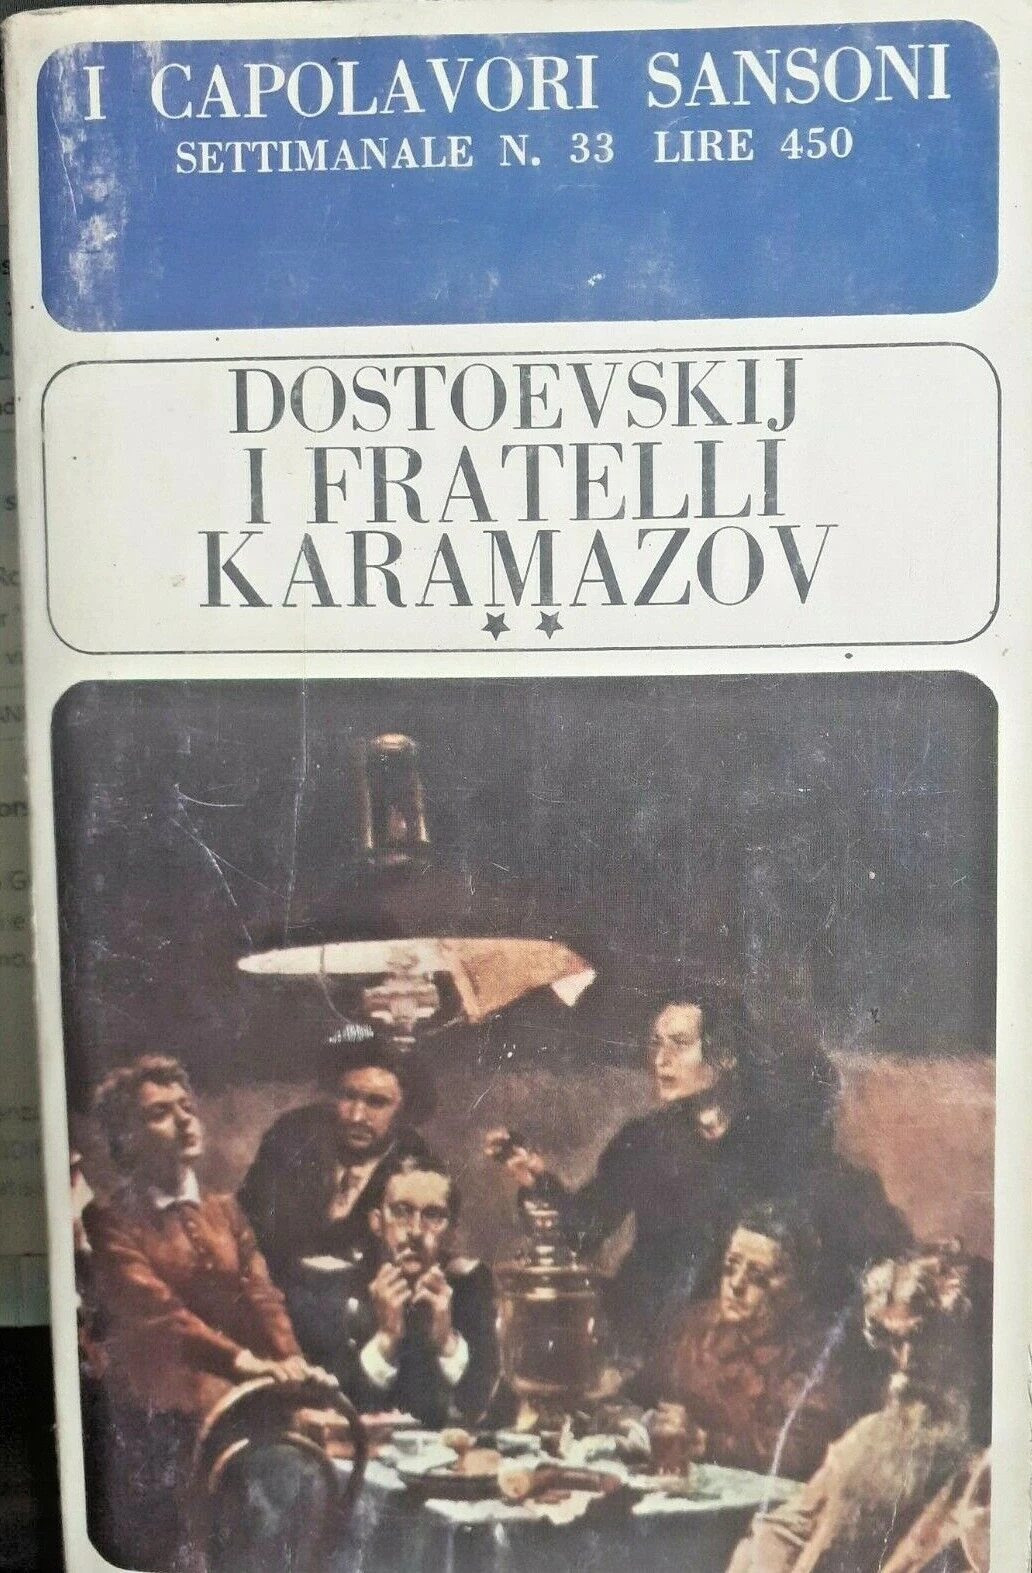 I CAPOLAVORI SANSONI
SETTIMANALE N. 33 LIRE 450
DOSTOEVSKIJ
I FRATELLI
KARAMAZOV